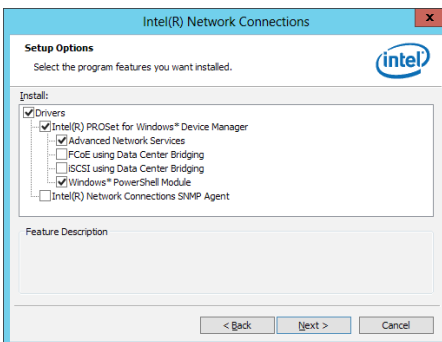 Intel(R) Network Connections
x
Setup Options
Select the program features you want installed.
intel
Install:
Drivers
Intel(R) PROSet for Windows* Device Manager
Advanced Network Services
FCoE using Data Center Bridging
iSCSI using Data Center Bridging
Windows* PowerShell Module
Intel(R) Network Connections SNMP Agent
Feature Description
< Back Next > Cancel